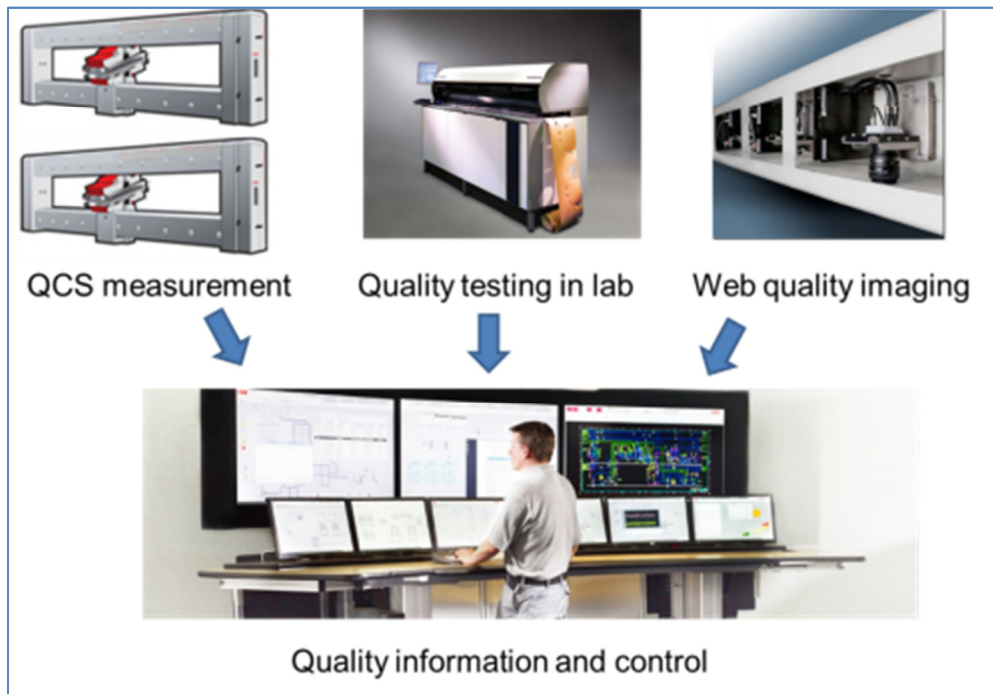 QCS measurement
Quality testing in lab
Web quality imaging
Quality information and control